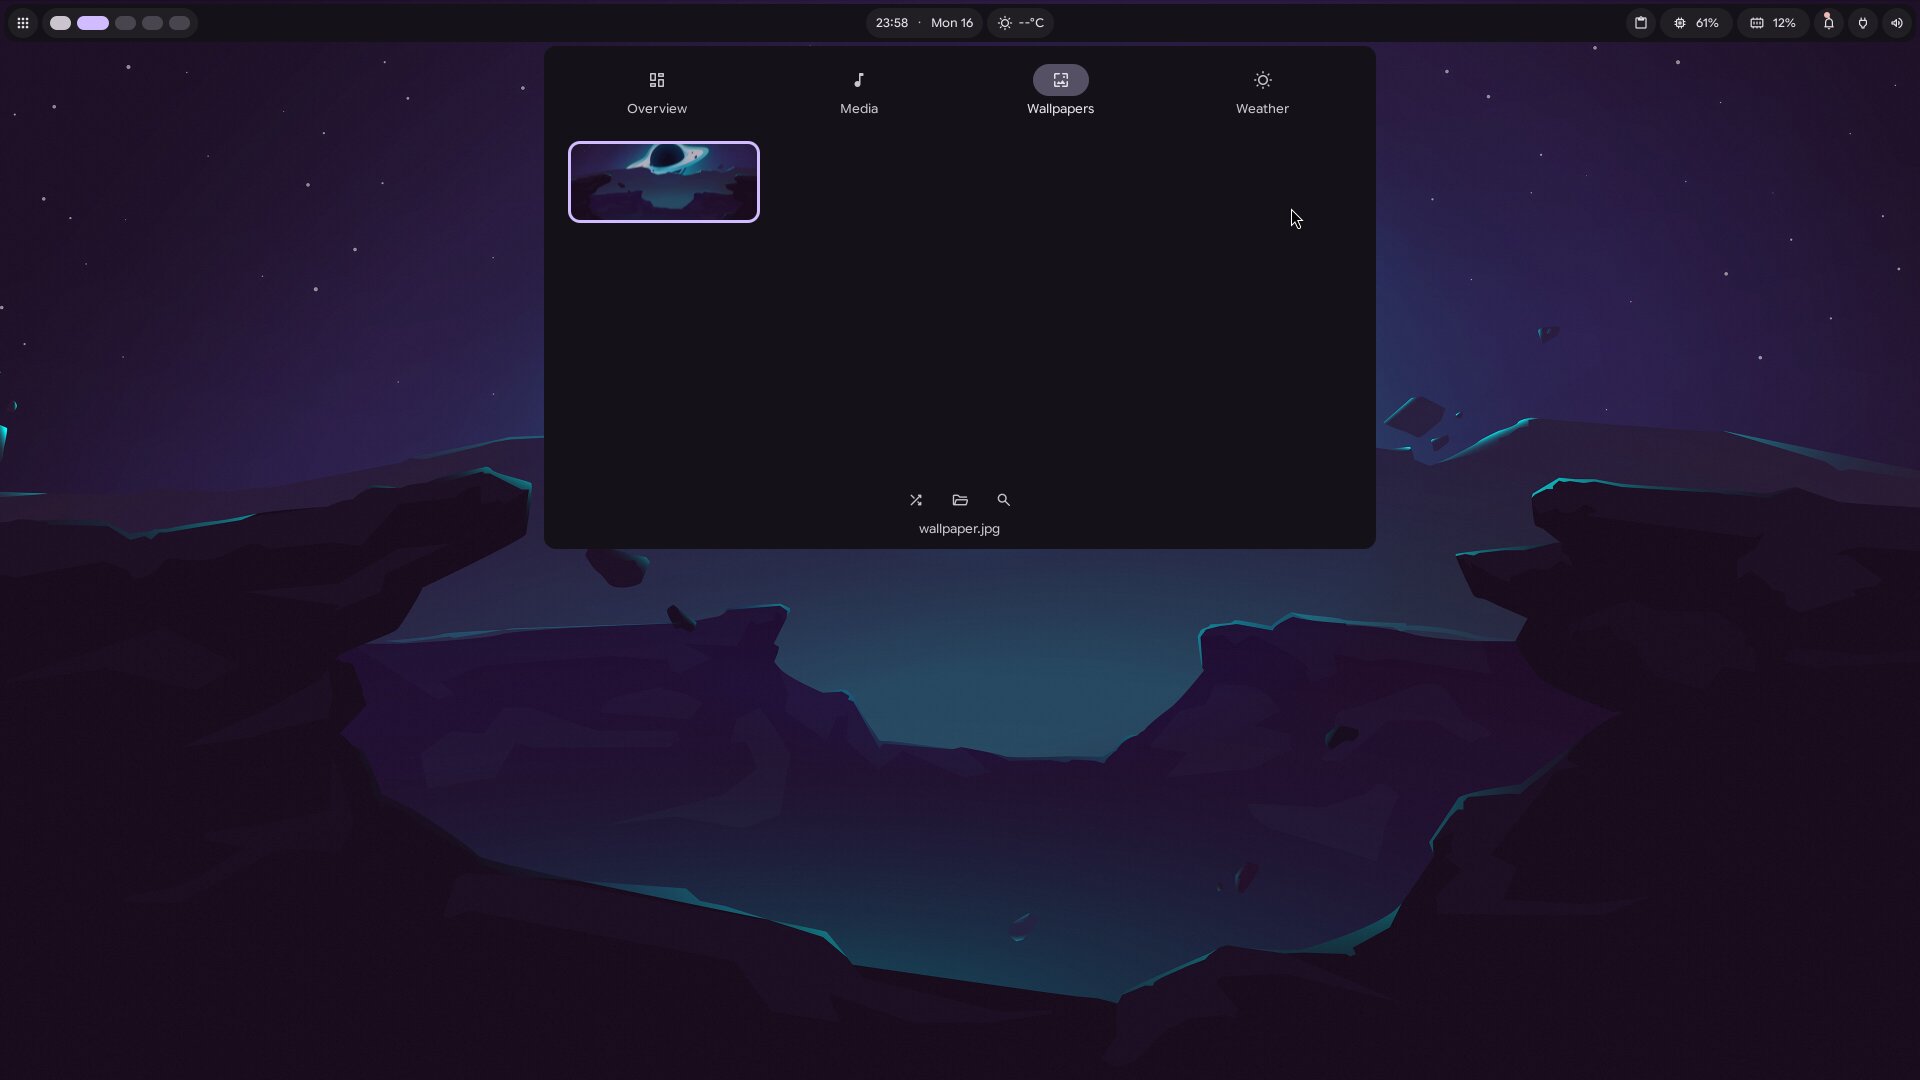 23:58 · Mon 16
--°C
61%
12%
Overview
Media
Wallpapers
Weather
wallpaper.jpg